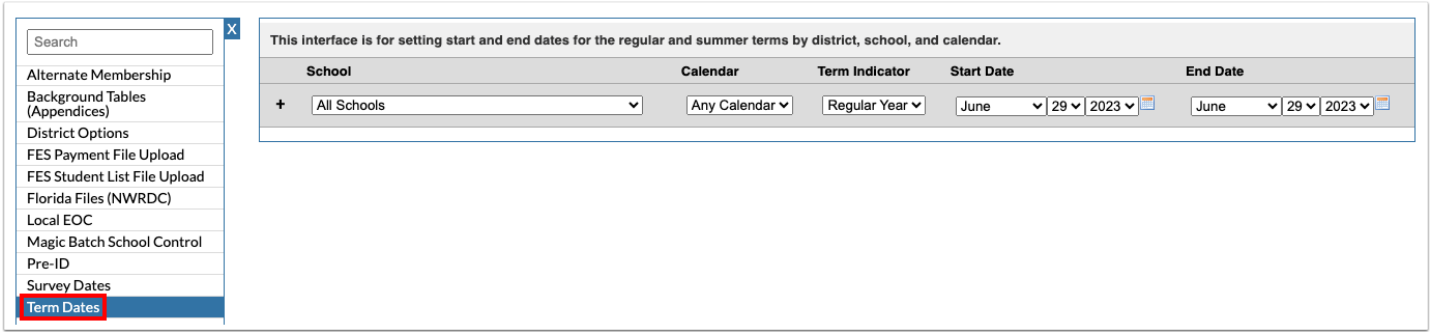 Search
X
Alternate Membership
Background Tables
(Appendices)
District Options
FES Payment File Upload
FES Student List File Upload
Florida Files (NWRDC)
Local EOC
Magic Batch School Control
Pre-ID
Survey Dates
Term Dates
This interface is for setting start and end dates for the regular and summer terms by district, school, and calendar.
School Calendar Term Indicator Start Date End Date
+ All Schools Any Calendar Regular Year June 29 2023 June 29 2023